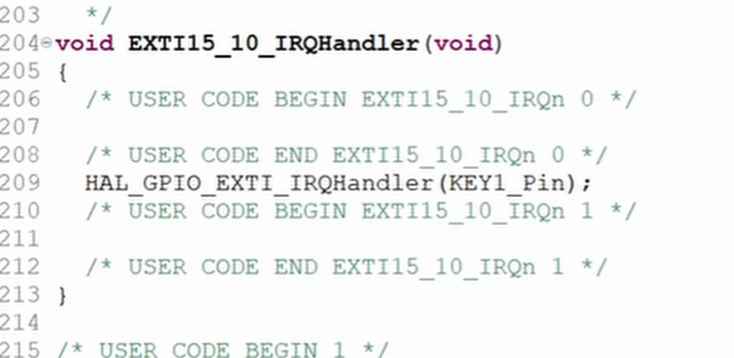 203 */
204 void EXTI15_10_IRQHandler(void)
205 {
206 /* USER CODE BEGIN EXTI15_10_IRQn 0 */
207
208 /* USER CODE END EXTI15_10_IRQn 0 */
209 HAL_GPIO_EXTI_IRQHandler(KEY1_Pin);
210 /* USER CODE BEGIN EXTI15_10_IRQn 1 */
211
212 /* USER CODE END EXTI15_10_IRQn 1 */
213 }
214
215 /* USER CODE BEGIN 1 */